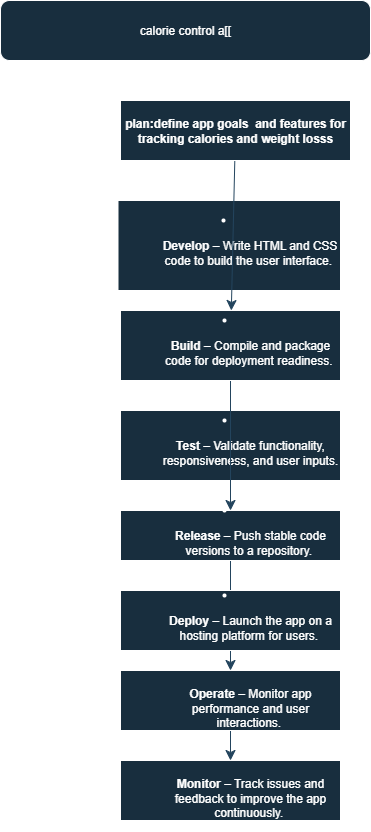 calorie control a[[
plan:define app goals  and features for
tracking calories and weight losss
Develop – Write HTML and CSS
code to build the user interface.
Build – Compile and package
code for deployment readiness.
Test – Validate functionality,
responsiveness, and user inputs.
Release – Push stable code
versions to a repository.
Deploy – Launch the app on a
hosting platform for users.
Operate – Monitor app
performance and user
interactions.
Monitor – Track issues and
feedback to improve the app
continuously.